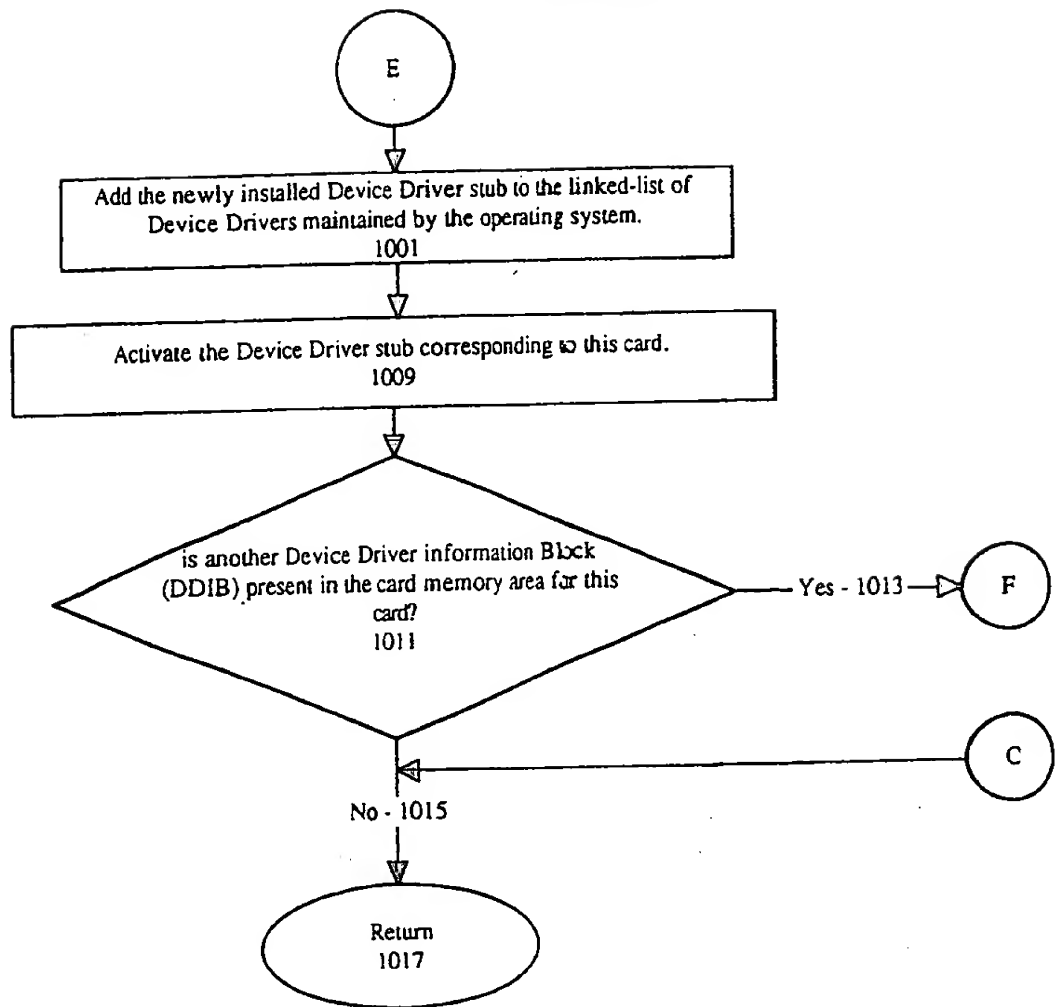 E
Add the newly installed Device Driver stub to the linked-list of
Device Drivers maintained by the operating system.
1001
Activate the Device Driver stub corresponding to this card.
1009
is another Device Driver information Block
(DDIB) present in the card memory area for this
card?
1011
Yes - 1013
F
C
No - 1015
Return
1017